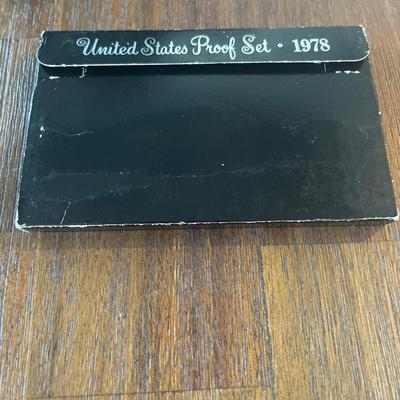 United States Proof Set · 1978